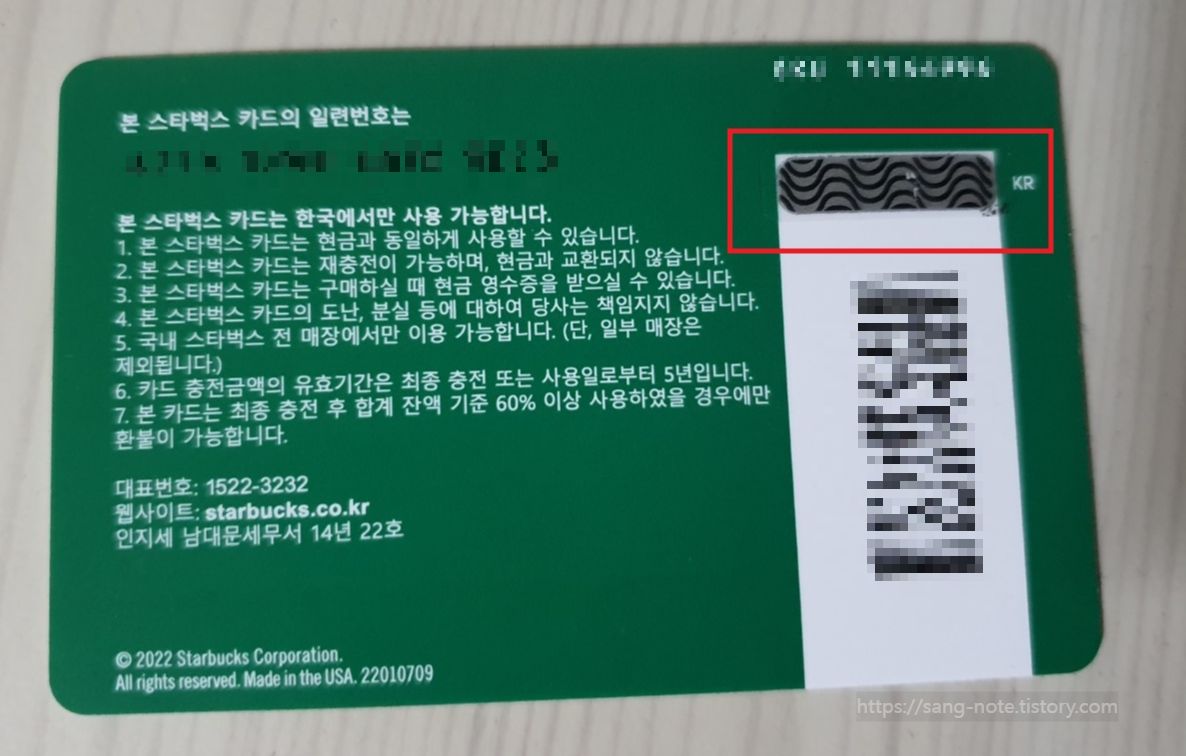 본 스타벅스 카드의 일련번호는
본 스타벅스 카드는 한국에서만 사용 가능합니다.
1. 본 스타벅스 카드는 현금과 동일하게 사용할 수 있습니다.
2. 본 스타벅스 카드는 재충전이 가능하며, 현금과 교환되지 않습니다.
3. 본 스타벅스 카드는 구매하실 때 현금 영수증을 받으실 수 있습니다.
4. 본 스타벅스 카드의 도난, 분실 등에 대하여 당사는 책임지지 않습니다.
5. 국내 스타벅스 전 매장에서만 이용 가능합니다. (단, 일부 매장은
제외됩니다.)
6. 카드 충전금액의 유효기간은 최종 충전 또는 사용일로부터 5년입니다.
7. 본 카드는 최종 충전 후 합계 잔액 기준 60% 이상 사용하였을 경우에만
환불이 가능합니다.
대표번호: 1522-3232
웹사이트: starbucks.co.kr
인지세 남대문세무서 14년 22호
© 2022 Starbucks Corporation.
All rights reserved. Made in the USA. 22010709
KR
https://sang-note.tistory.com